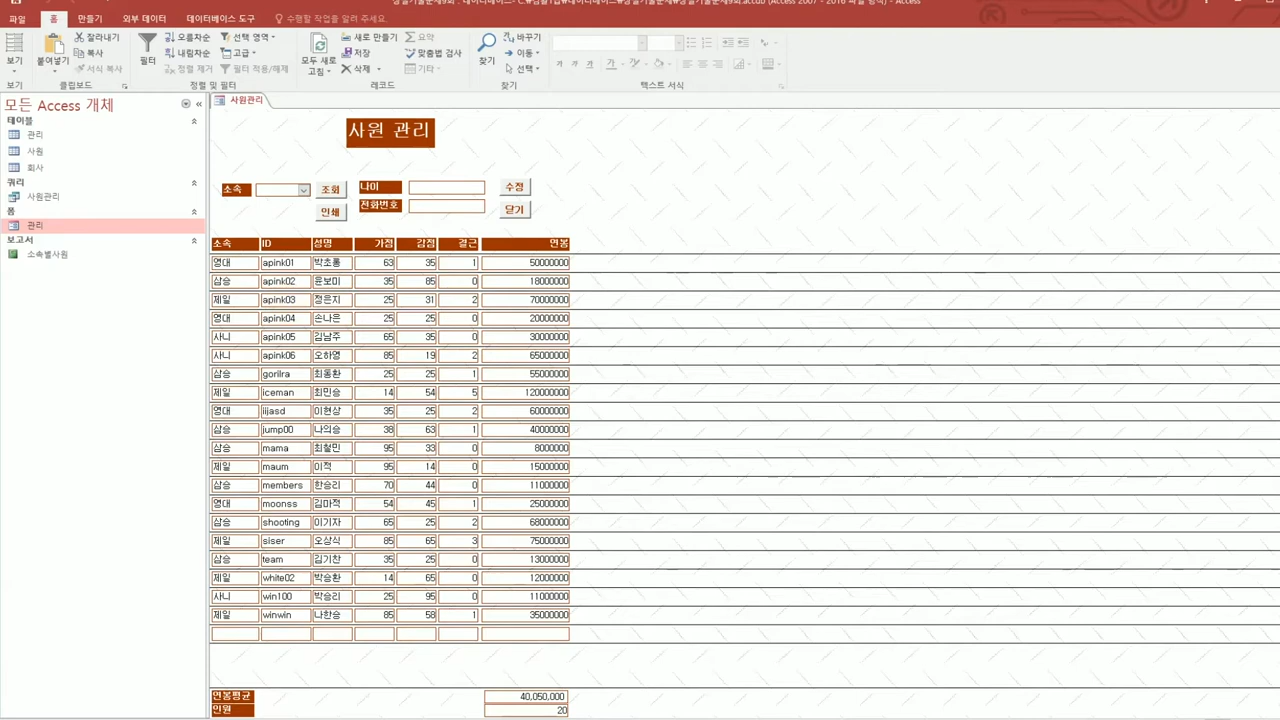 파일 홈 만들기 외부 데이터 데이터베이스 도구 수행할 작업을 알려 주세요.
보기 붙여넣기 잘라내기 복사 서식 복사
필터 오름차순 내림차순 정렬 제거 선택 영역 고급 필터 적용/해제
모두 새로 고침 새로 만들기 저장 삭제 요약 맞춤법 검사 기타
찾기 바꾸기 이동 선택
보기 클립보드 정렬 및 필터 레코드 찾기 텍스트 서식
모든 Access 개체
테이블
관리
사원
회사
쿼리
사원관리
폼
관리
보고서
소속별사원
사원관리
사원 관리
소속 조회 나이 수정
인쇄 전화번호 닫기
소속 ID 성명 가점 감점 결근 연봉
영대 apink01 박초롱 63 35 1 50000000
삼승 apink02 윤보미 35 85 0 18000000
제일 apink03 정은지 25 31 2 70000000
영대 apink04 손나은 25 25 0 20000000
사니 apink05 김남주 65 35 0 30000000
사니 apink06 오하영 85 19 2 65000000
삼승 gorilra 최홍환 25 25 1 55000000
제일 iceman 최민승 14 54 5 120000000
영대 iijasd 이현상 35 25 2 60000000
삼승 jump00 나의승 38 63 1 40000000
삼승 mama 최철민 95 33 0 8000000
제일 maum 이적 95 14 0 15000000
삼승 members 한승리 70 44 0 11000000
영대 moonss 김마적 54 45 1 25000000
삼승 shooting 이기자 65 25 2 68000000
제일 siser 오상식 85 65 3 75000000
삼승 team 김기찬 35 25 0 13000000
제일 white02 박승환 14 65 0 12000000
사니 win100 박승리 25 95 0 11000000
제일 winwin 나한승 85 58 1 35000000
연봉평균 40,050,000
인원 20